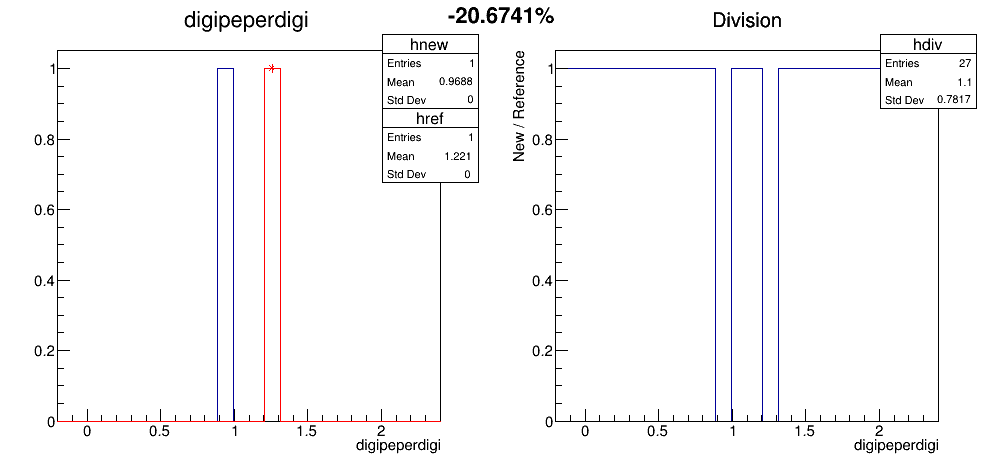 digipeperdigi
-20.6741%
Division
hnew
Entries 1
Mean 0.9688
Std Dev 0
href
Entries 1
Mean 1.221
Std Dev 0
1
0.8
0.6
0.4
0.2
0
0 0.5 1 1.5 2
digipeperdigi
hdiv
Entries 27
Mean 1.1
Std Dev 0.7817
New / Reference
1
0.8
0.6
0.4
0.2
0
0 0.5 1 1.5 2
digipeperdigi